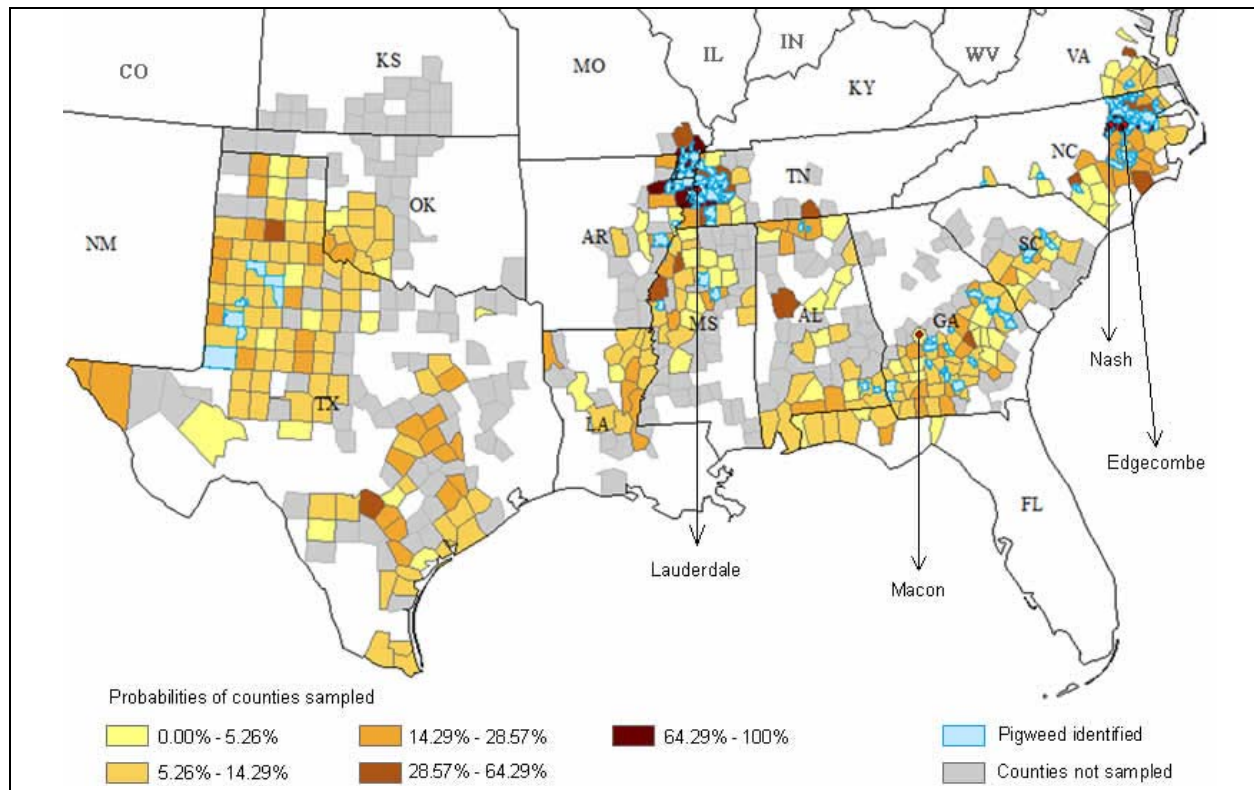 CO
KS
MO
IL
IN
WV
VA
KY
NM
OK
AR
TN
NC
SC
TX
LA
MS
AL
GA
FL
Nash
Edgecombe
Lauderdale
Macon
Probabilities of counties sampled
0.00% - 5.26%
14.29% - 28.57%
64.29% - 100%
Pigweed identified
5.26% - 14.29%
28.57% - 64.29%
Counties not sampled